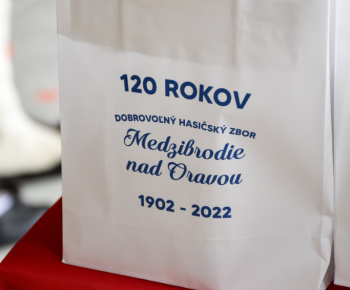 120 ROKOV
DOBROVOĽNÝ HASIČSKÝ ZBOR
Medzibrodie
nad Oravou
1902 - 2022